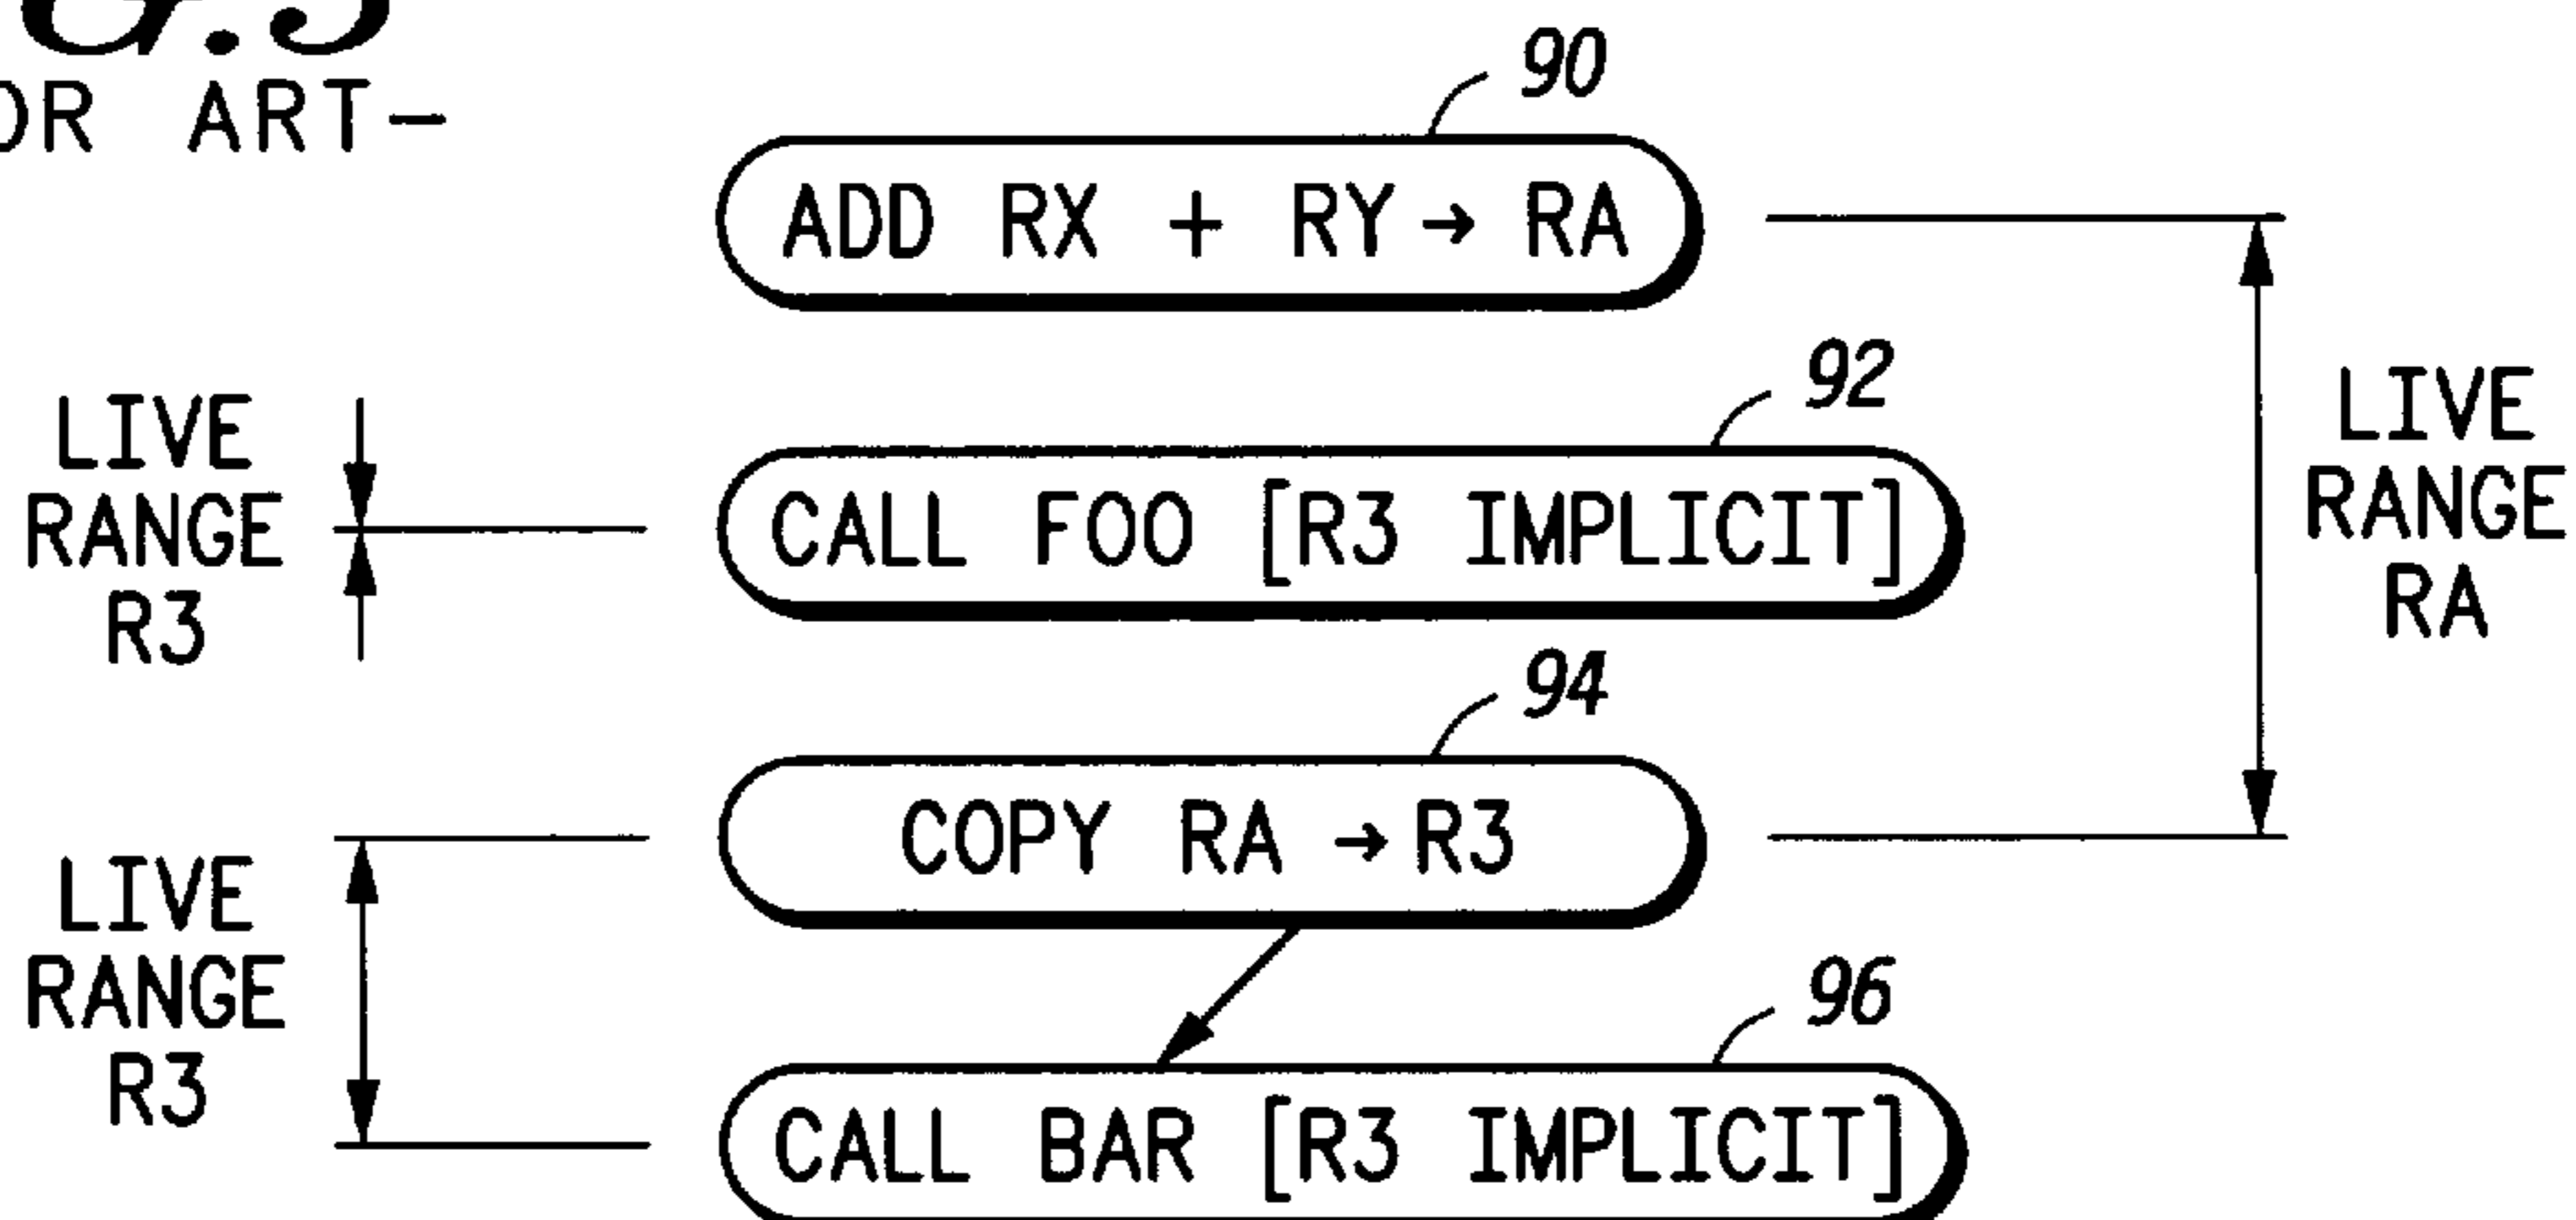 ART-
90
ADD RX + RY → RA
92
LIVE RANGE R3
CALL FOO [R3 IMPLICIT]
LIVE RANGE RA
94
COPY RA → R3
LIVE RANGE R3
96
CALL BAR [R3 IMPLICIT]